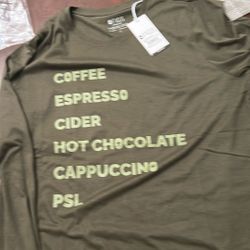 COFFEE
ESPRESSO
CIDER
HOT CHOCOLATE
CAPPUCCINO
PSL